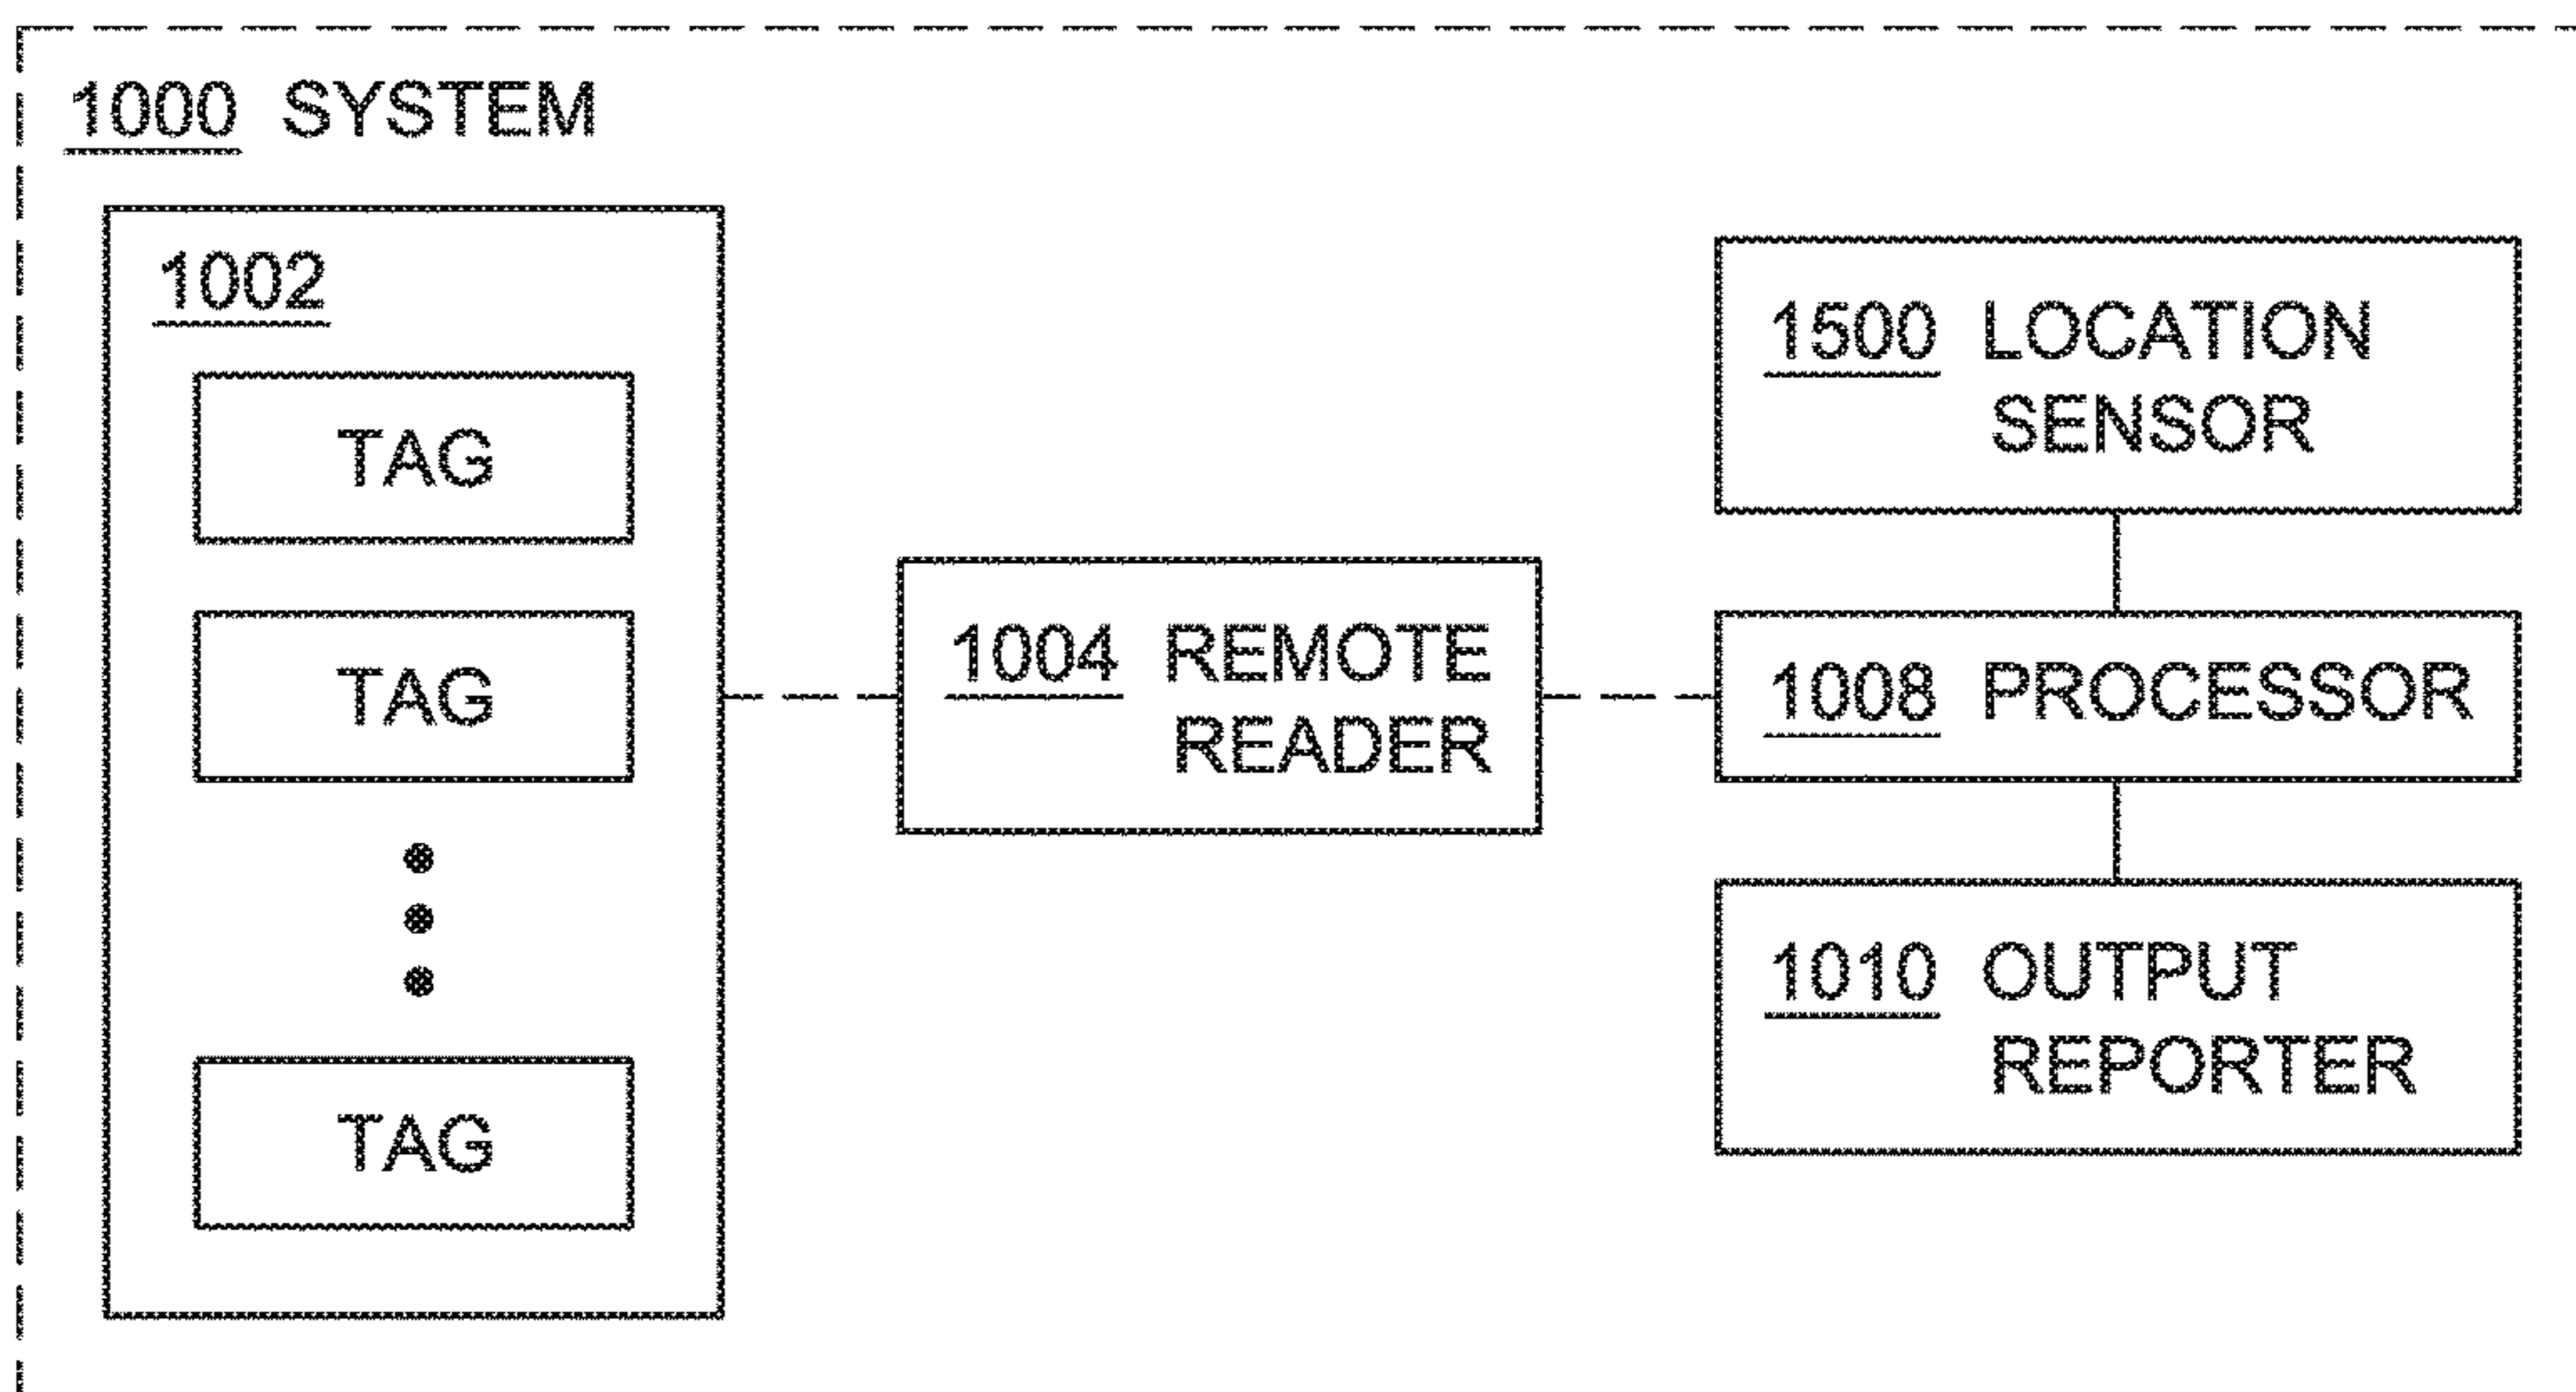 1000 SYSTEM
1002
TAG
TAG
TAG
1004 REMOTE
READER
1500 LOCATION
SENSOR
1008 PROCESSOR
1010 OUTPUT
REPORTER